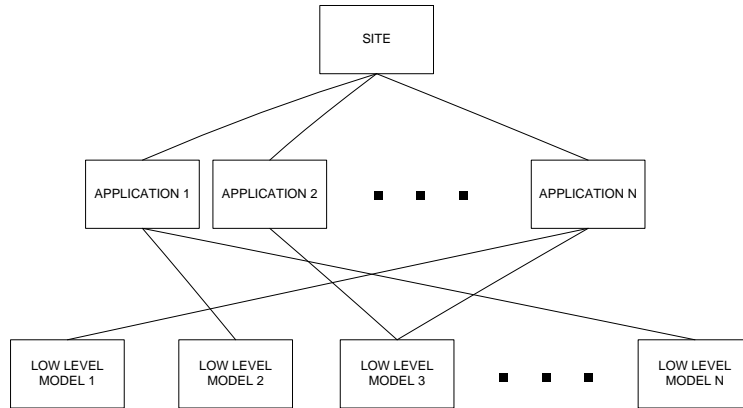 SITE
APPLICATION 1
APPLICATION 2
APPLICATION N
LOW LEVEL
MODEL 1
LOW LEVEL
MODEL 2
LOW LEVEL
MODEL 3
LOW LEVEL
MODEL N